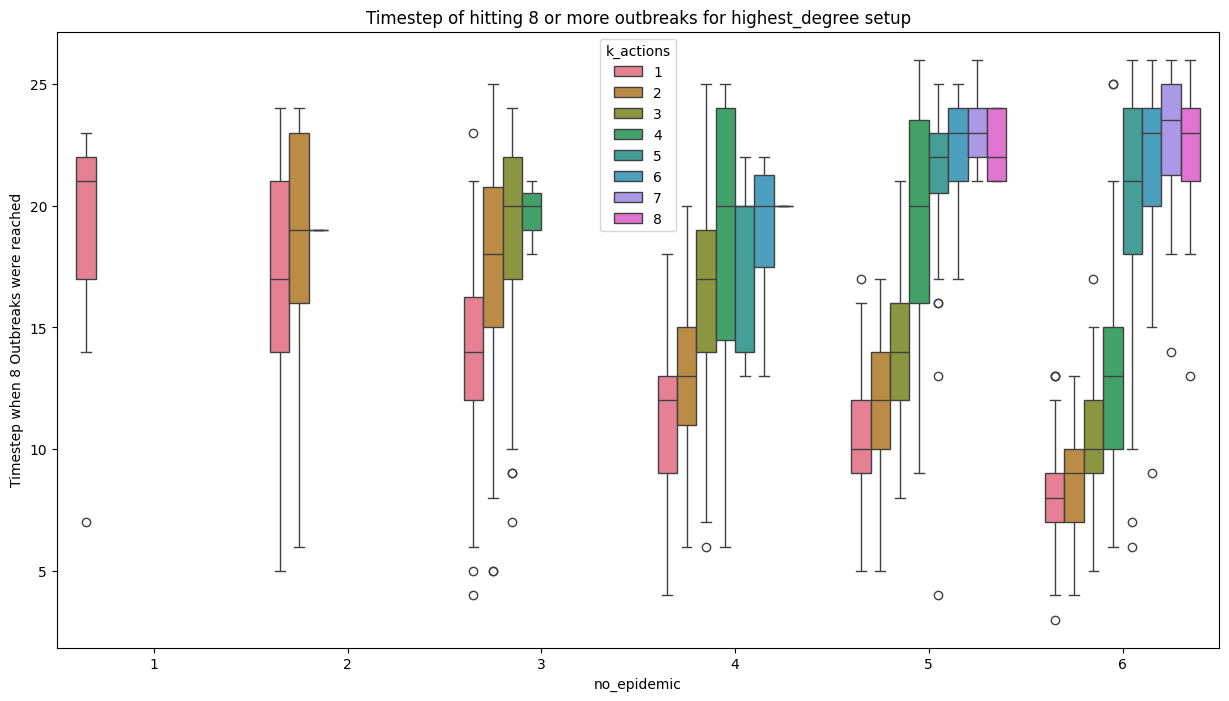 Timestep of hitting 8 or more outbreaks for highest_degree setup
k_actions
1
2
3
4
5
6
7
8
Timestep when 8 Outbreaks were reached
25
20
15
10
5
1 2 3 4 5 6
no_epidemic